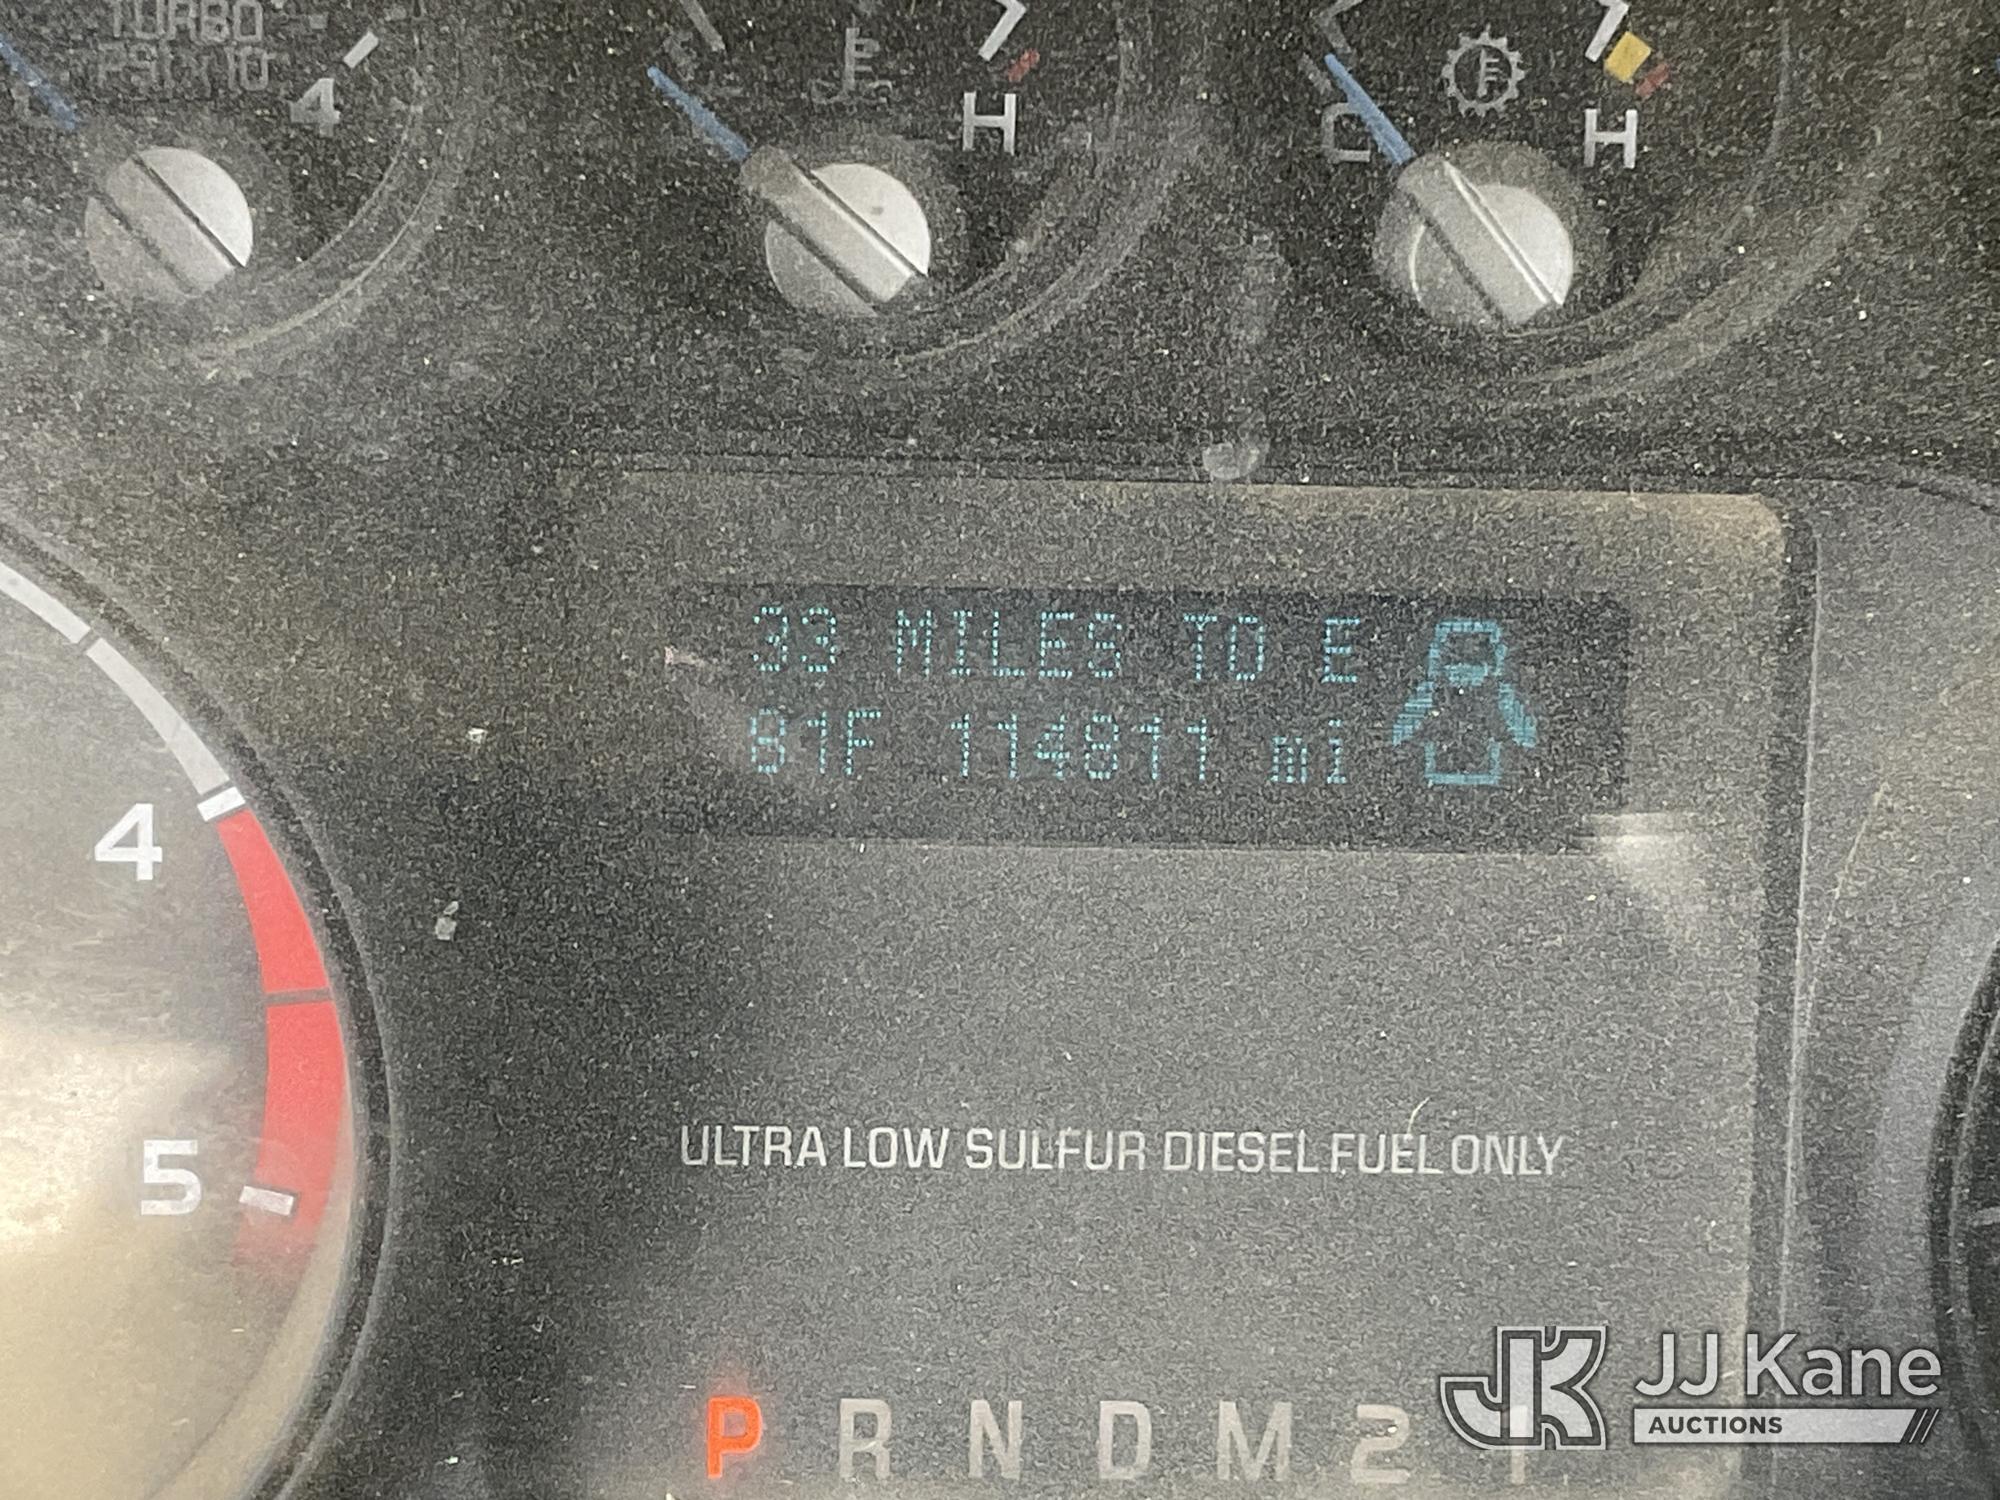 TURBO
PSI x 10
4
H
H
33 MILES TO E
81F 114811 mi
4
5
ULTRA LOW SULFUR DIESEL FUEL ONLY
P R N D M 2 1
JK JJ Kane
AUCTIONS